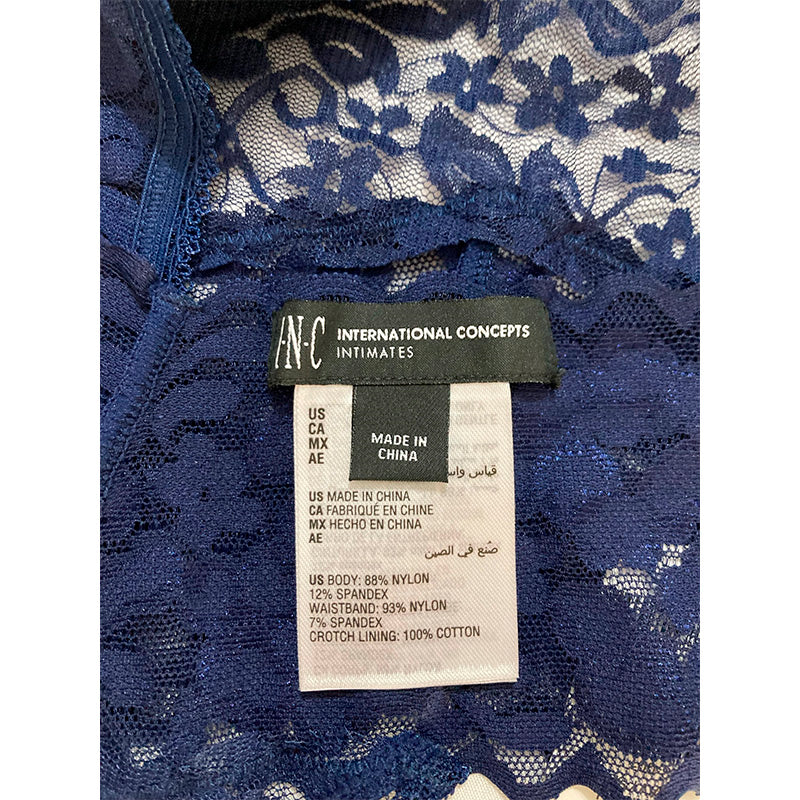 I·N·C INTERNATIONAL CONCEPTS
INTIMATES
MADE IN
CHINA
US
CA
MX
AE
قياس
US MADE IN CHINA
CA FABRIQUÉ EN CHINE
MX HECHO EN CHINA
AE
صُنع في الصين
US BODY: 88% NYLON
12% SPANDEX
WAISTBAND: 93% NYLON
7% SPANDEX
CROTCH LINING: 100% COTTON